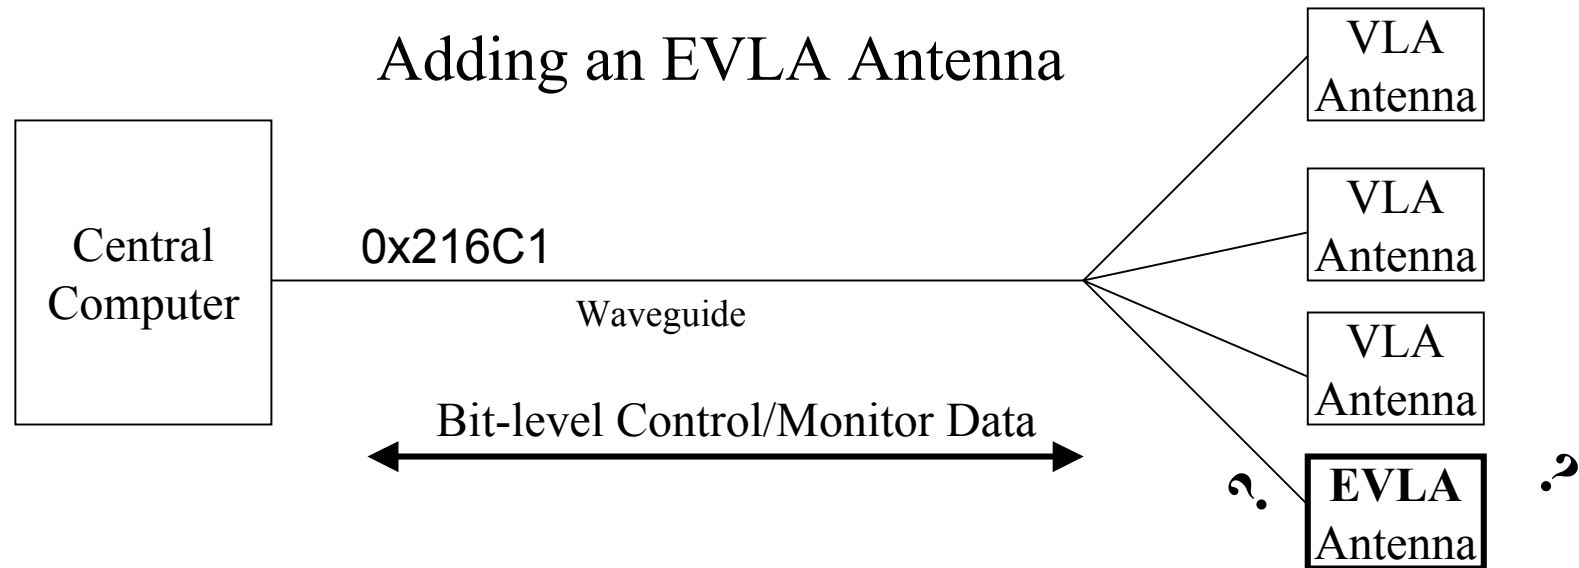 Adding an EVLA Antenna
Central
Computer
0x216C1
Waveguide
Bit-level Control/Monitor Data
VLA
Antenna
VLA
Antenna
VLA
Antenna
?
EVLA
Antenna
?